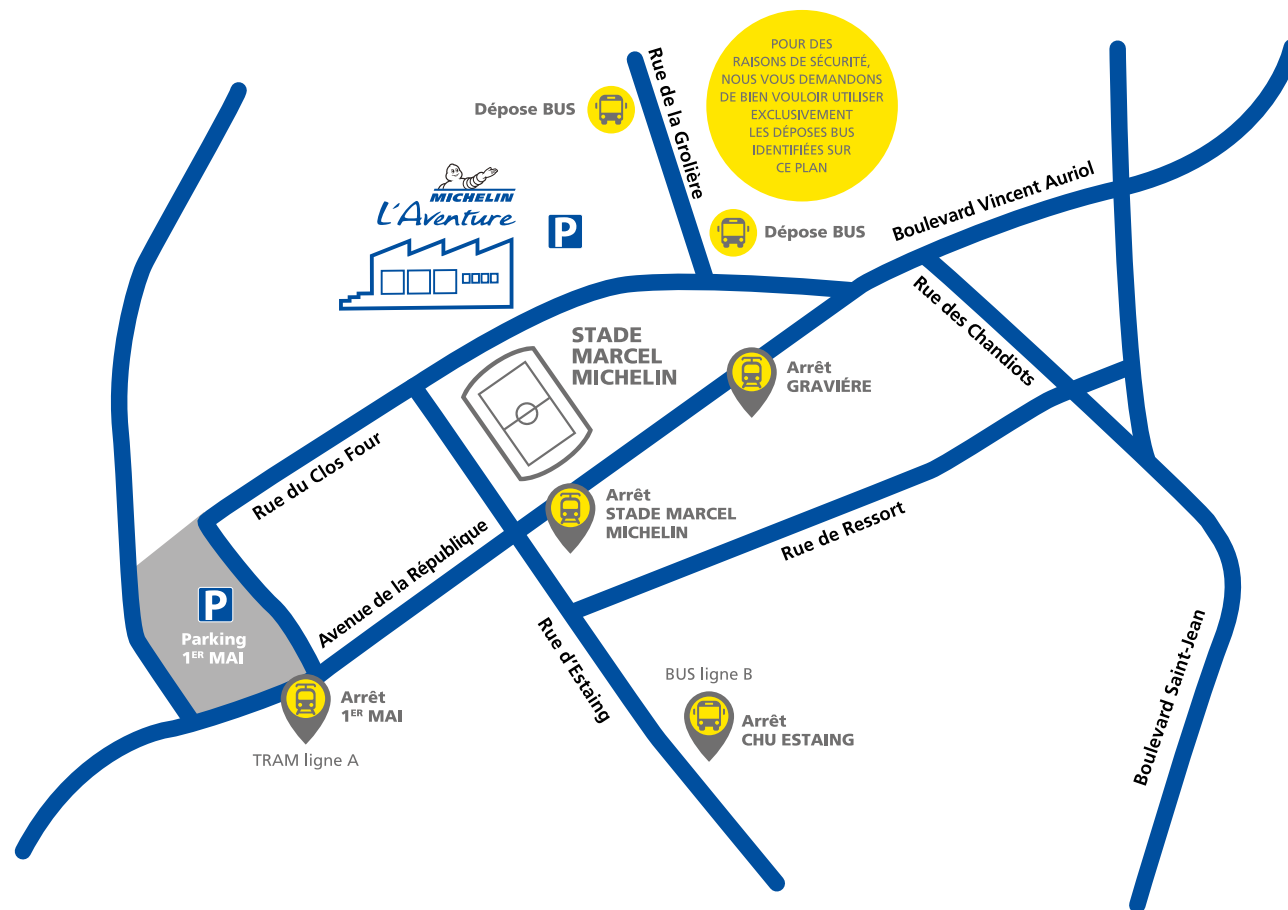 POUR DES
RAISONS DE SÉCURITÉ,
NOUS VOUS DEMANDONS
DE BIEN VOULOIR UTILISER
EXCLUSIVEMENT
LES DÉPOSES BUS
IDENTIFIÉES SUR
CE PLAN
Rue de la Grolière
Dépose BUS
MICHELIN
L'Aventure
P
Dépose BUS
Boulevard Vincent Auriol
Rue des Chandiots
STADE
MARCEL
MICHELIN
Arrêt
GRAVIÉRE
Rue du Clos Four
Arrêt
STADE MARCEL
MICHELIN
Rue de Ressort
Avenue de la République
P
Parking
1ER MAI
Rue d'Estaing
Boulevard Saint-Jean
BUS ligne B
Arrêt
CHU ESTAING
Arrêt
1ER MAI
TRAM ligne A